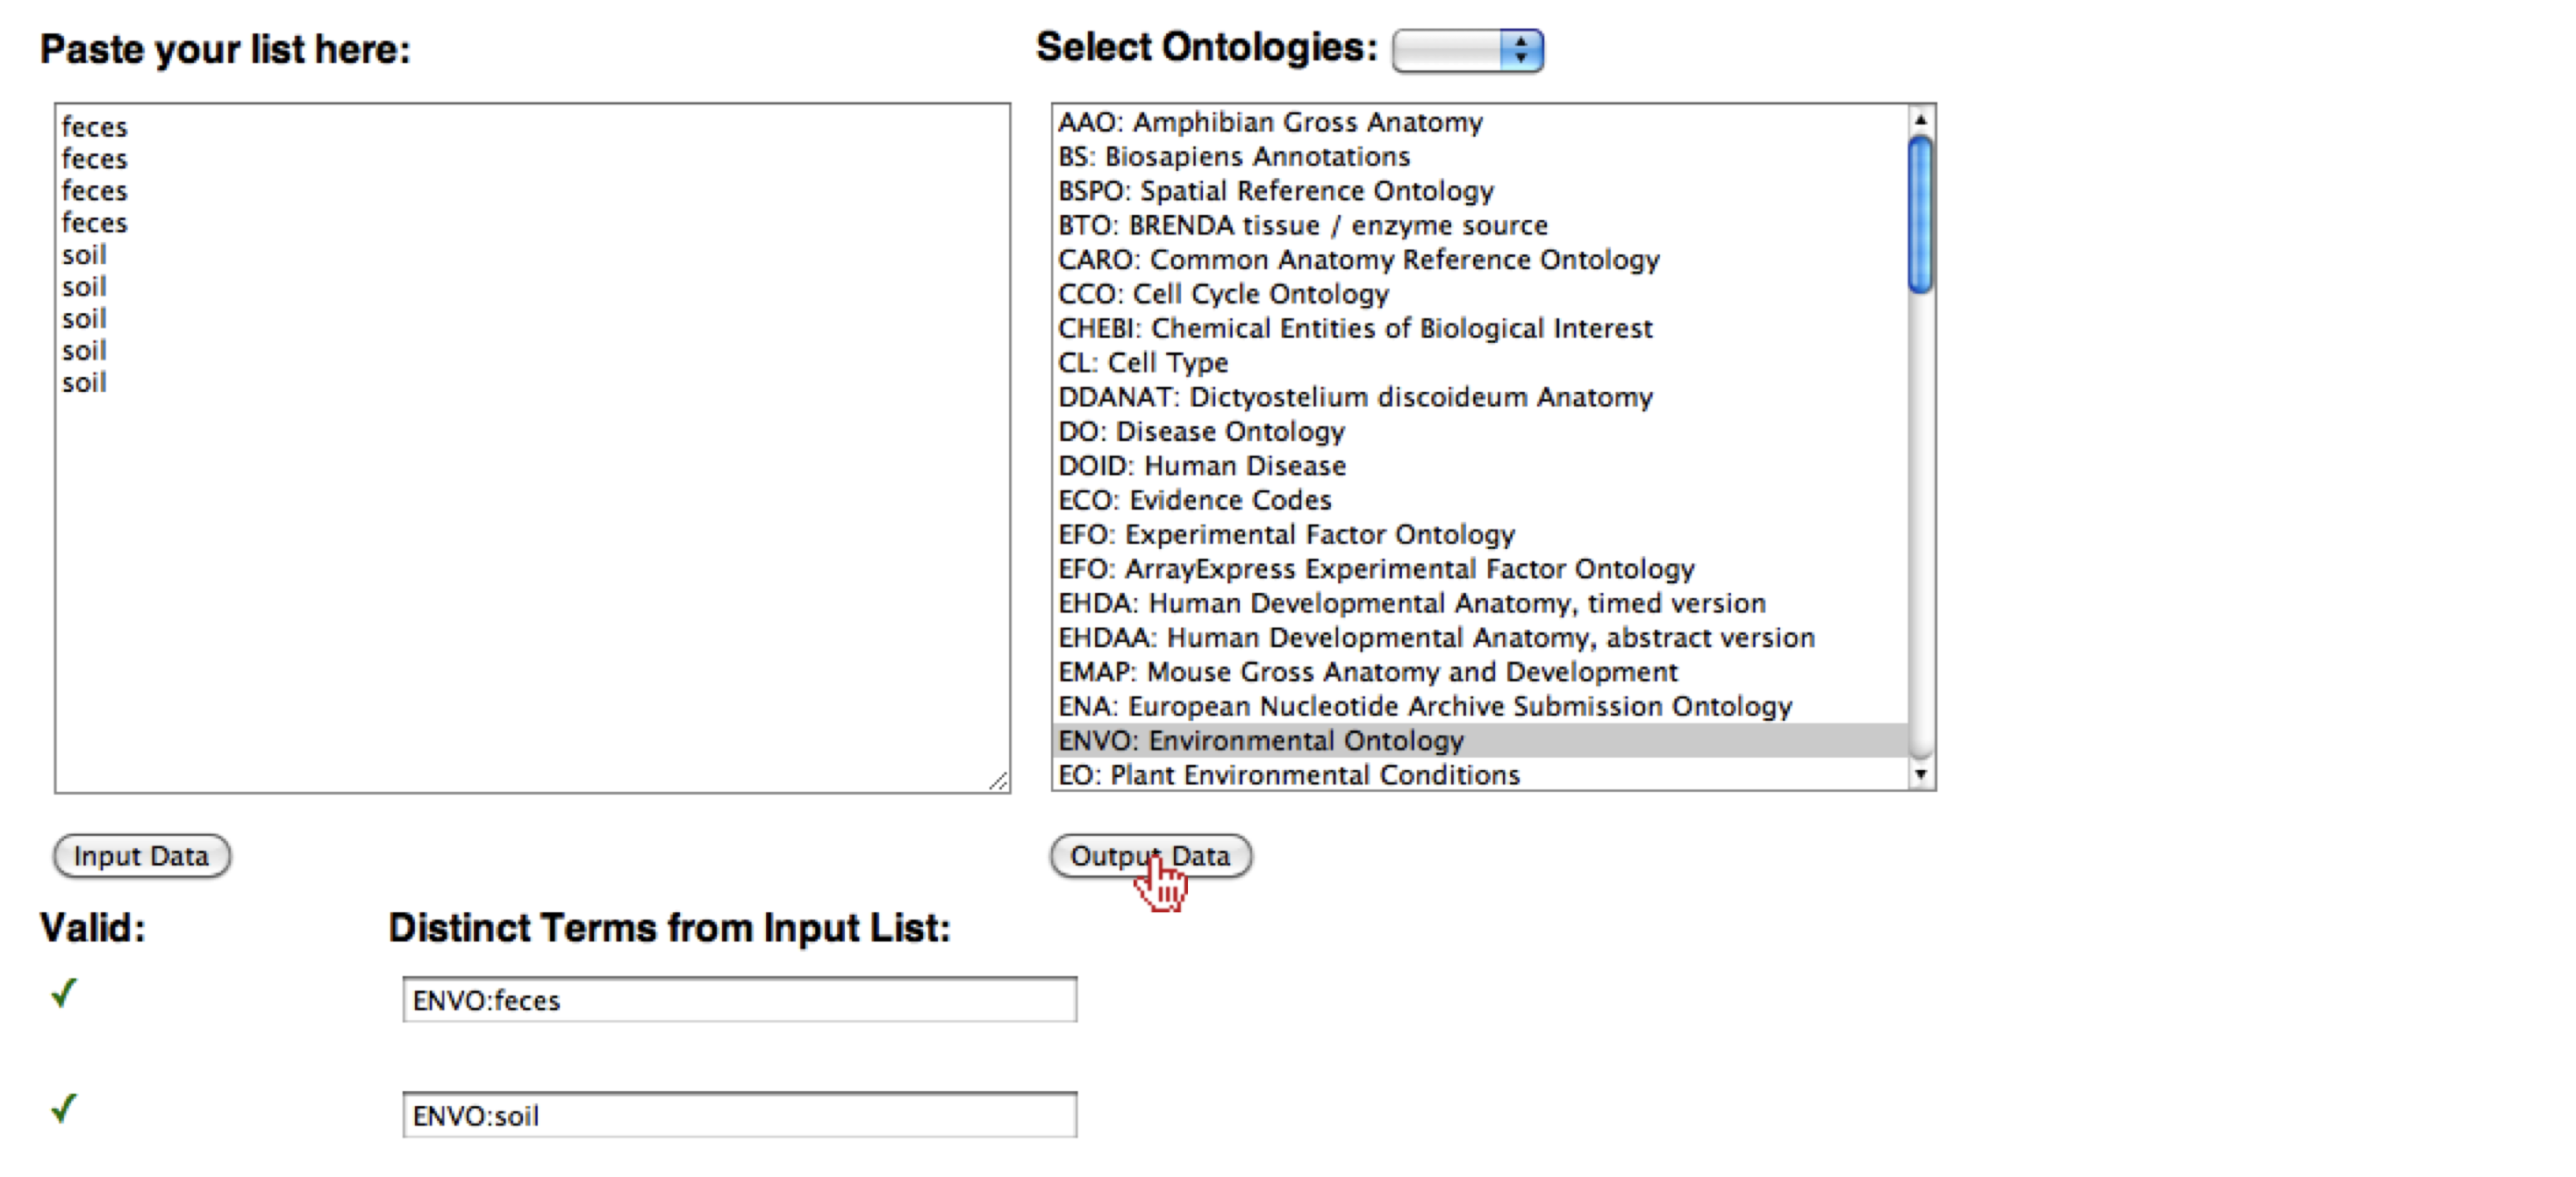 Paste your list here:
feces
feces
feces
feces
soil
soil
soil
soil
soil
Select Ontologies:
AAO: Amphibian Gross Anatomy
BS: Biosapiens Annotations
BSPO: Spatial Reference Ontology
BTO: BRENDA tissue / enzyme source
CARO: Common Anatomy Reference Ontology
CCO: Cell Cycle Ontology
CHEBI: Chemical Entities of Biological Interest
CL: Cell Type
DDANAT: Dictyostelium discoideum Anatomy
DO: Disease Ontology
DOID: Human Disease
ECO: Evidence Codes
EFO: Experimental Factor Ontology
EFO: ArrayExpress Experimental Factor Ontology
EHDA: Human Developmental Anatomy, timed version
EHDAA: Human Developmental Anatomy, abstract version
EMAP: Mouse Gross Anatomy and Development
ENA: European Nucleotide Archive Submission Ontology
ENVO: Environmental Ontology
EO: Plant Environmental Conditions
Input Data
Output Data
Valid:
Distinct Terms from Input List:
ENVO:feces
ENVO:soil